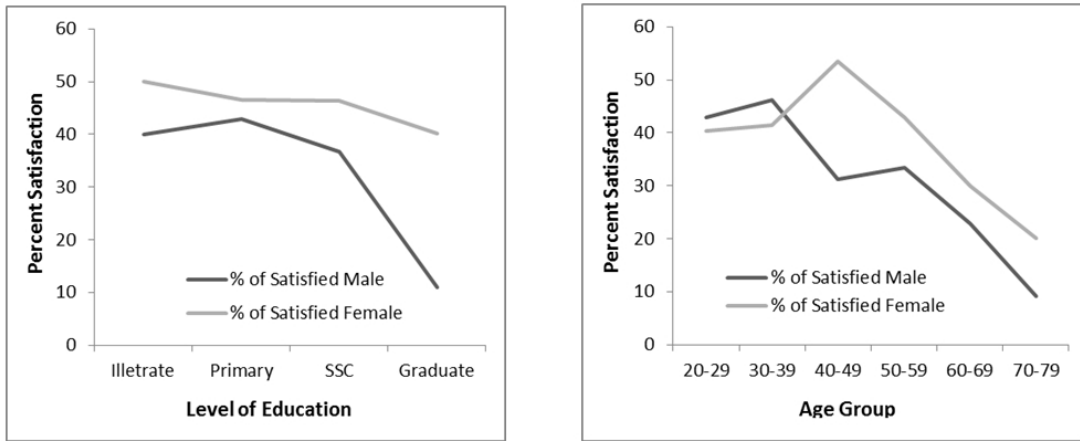 60
50
40
30
20
10
0
Percent Satisfaction
% of Satisfied Male
% of Satisfied Female
Illetrate Primary SSC Graduate
Level of Education
60
50
40
30
20
10
0
Percent Satisfaction
% of Satisfied Male
% of Satisfied Female
20-29 30-39 40-49 50-59 60-69 70-79
Age Group